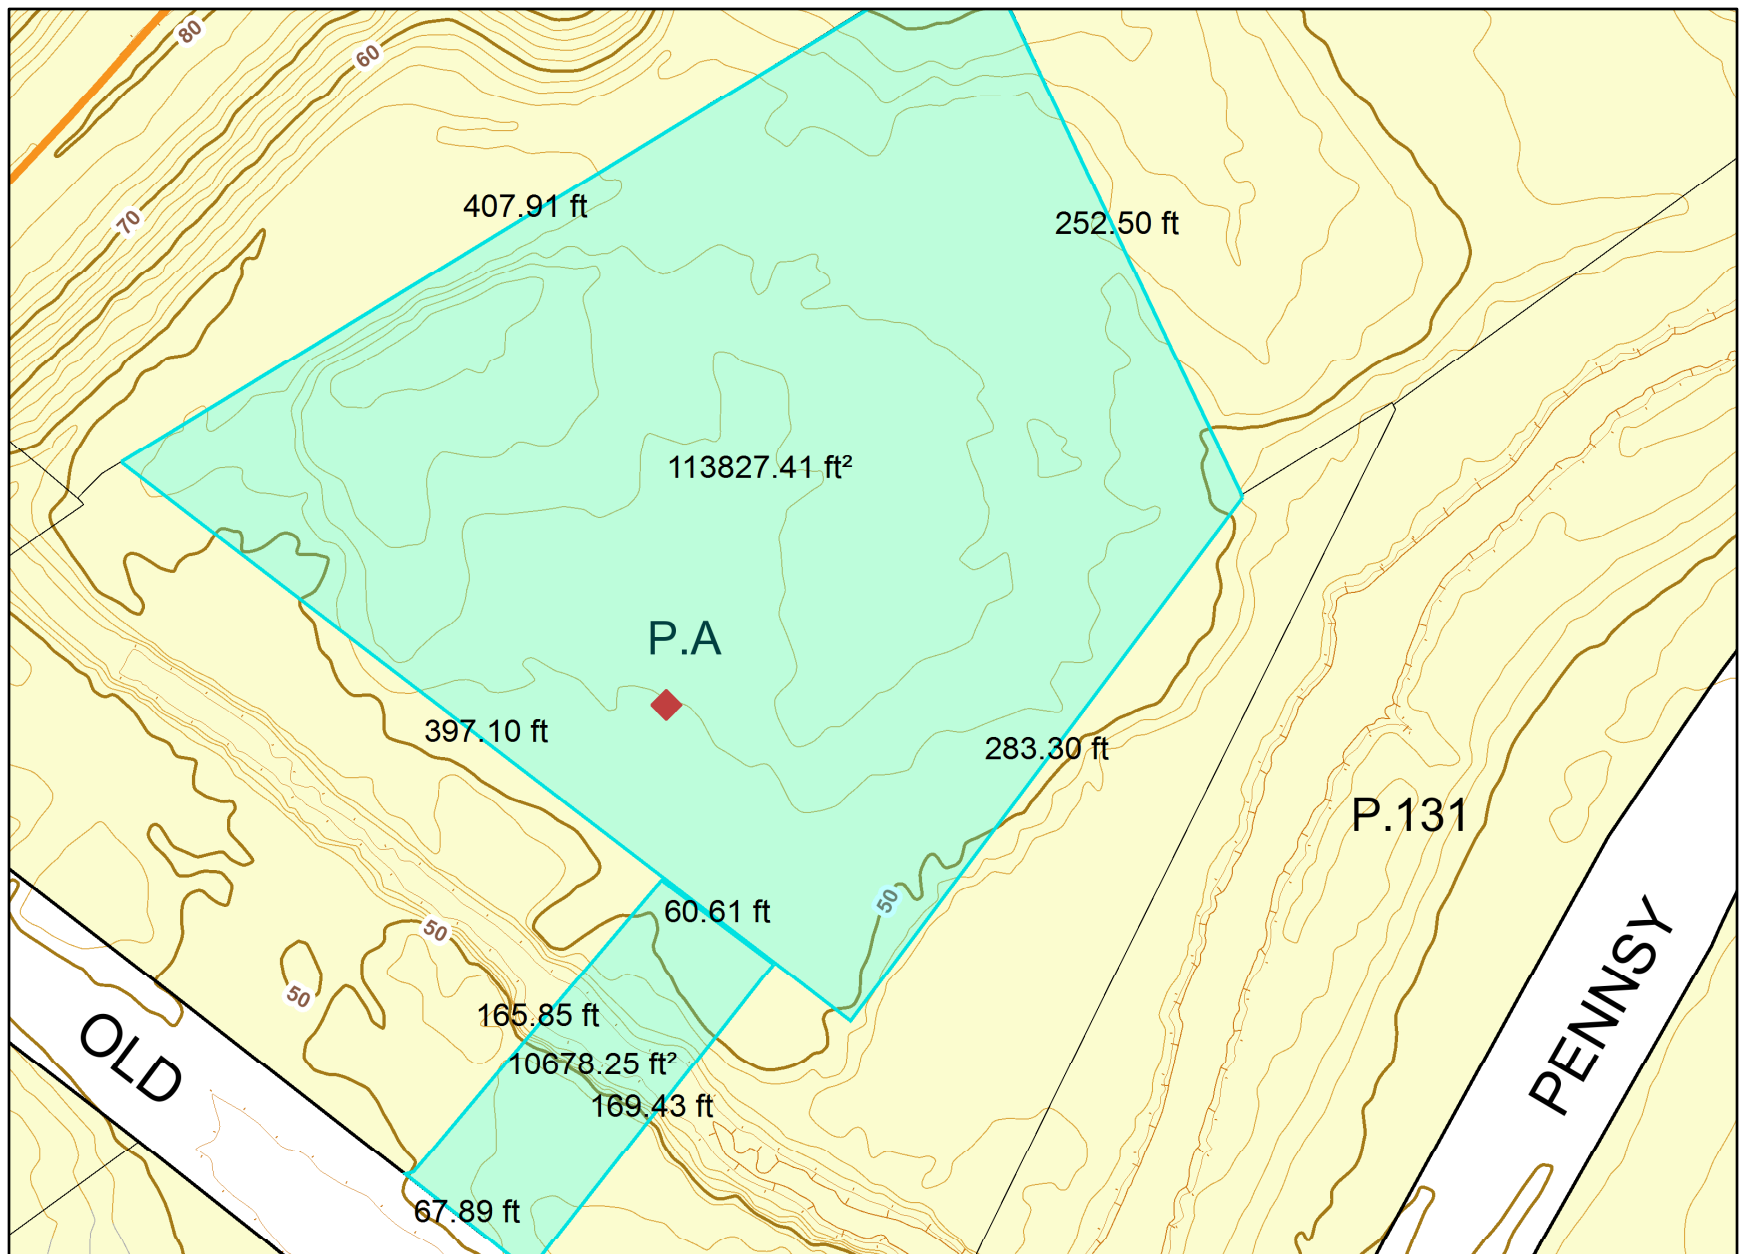 80
60
70
407.91 ft
252.50 ft
113827.41 ft²
P.A
397.10 ft
283.30 ft
P.131
60.61 ft
50
50
50
165.85 ft
10678.25 ft²
169.43 ft
67.89 ft
OLD
PENNSY